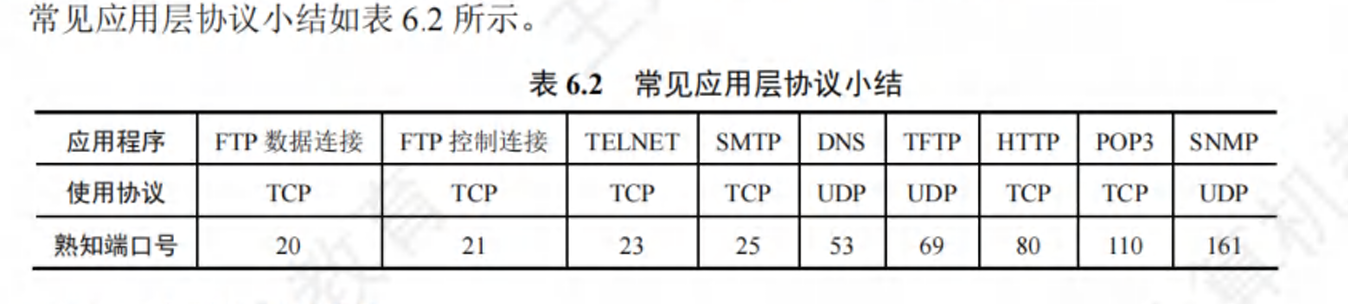 常见应用层协议小结如表 6.2 所示。
表 6.2 常见应用层协议小结
应用程序 FTP 数据连接 FTP 控制连接 TELNET SMTP DNS TFTP HTTP POP3 SNMP
使用协议 TCP TCP TCP TCP UDP UDP TCP TCP UDP
熟知端口号 20 21 23 25 53 69 80 110 161